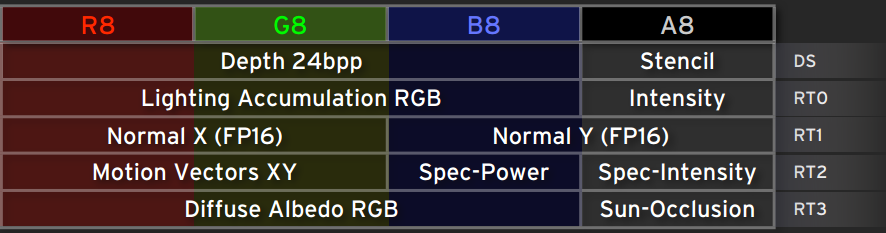 R8 G8 B8 A8
Depth 24bpp Stencil DS
Lighting Accumulation RGB Intensity RT0
Normal X (FP16) Normal Y (FP16) RT1
Motion Vectors XY Spec-Power Spec-Intensity RT2
Diffuse Albedo RGB Sun-Occlusion RT3